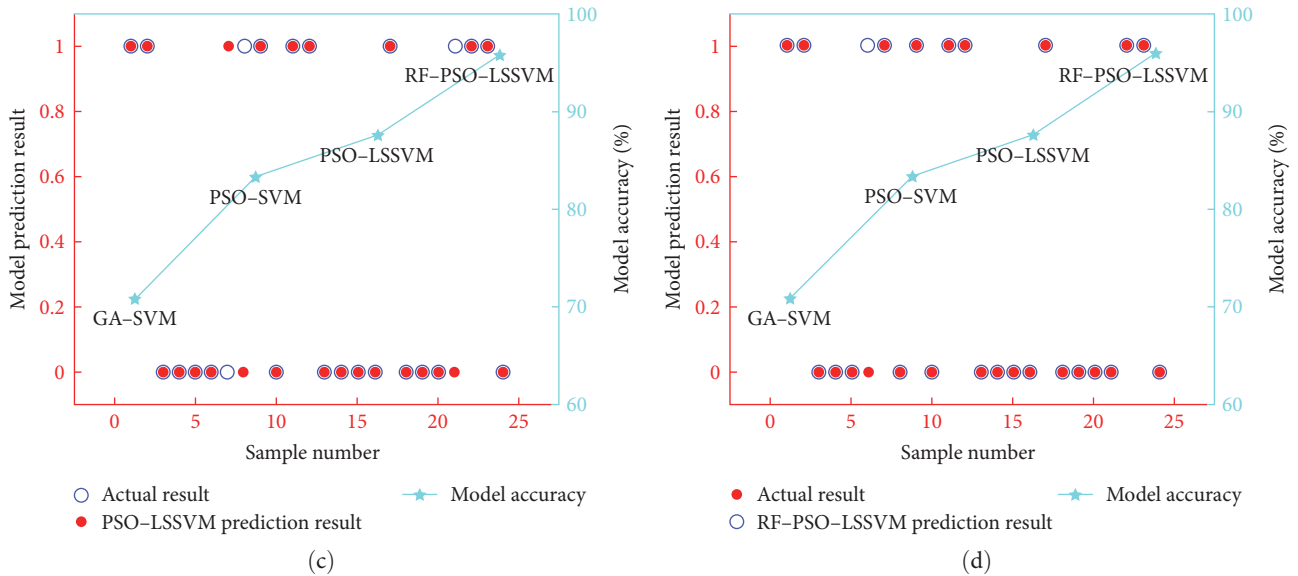 100
1
RF–PSO–LSSVM
0.8
90
Model prediction result
Model accuracy (%)
0.6
PSO–LSSVM
PSO–SVM
80
0.4
0.2
70
GA–SVM
0
60
0 5 10 15 20 25
Sample number
Actual result
Model accuracy
PSO–LSSVM prediction result
(c)
100
1
RF–PSO–LSSVM
0.8
90
Model prediction result
Model accuracy (%)
0.6
PSO–LSSVM
PSO–SVM
80
0.4
0.2
70
GA–SVM
0
60
0 5 10 15 20 25
Sample number
Actual result
Model accuracy
RF–PSO–LSSVM prediction result
(d)